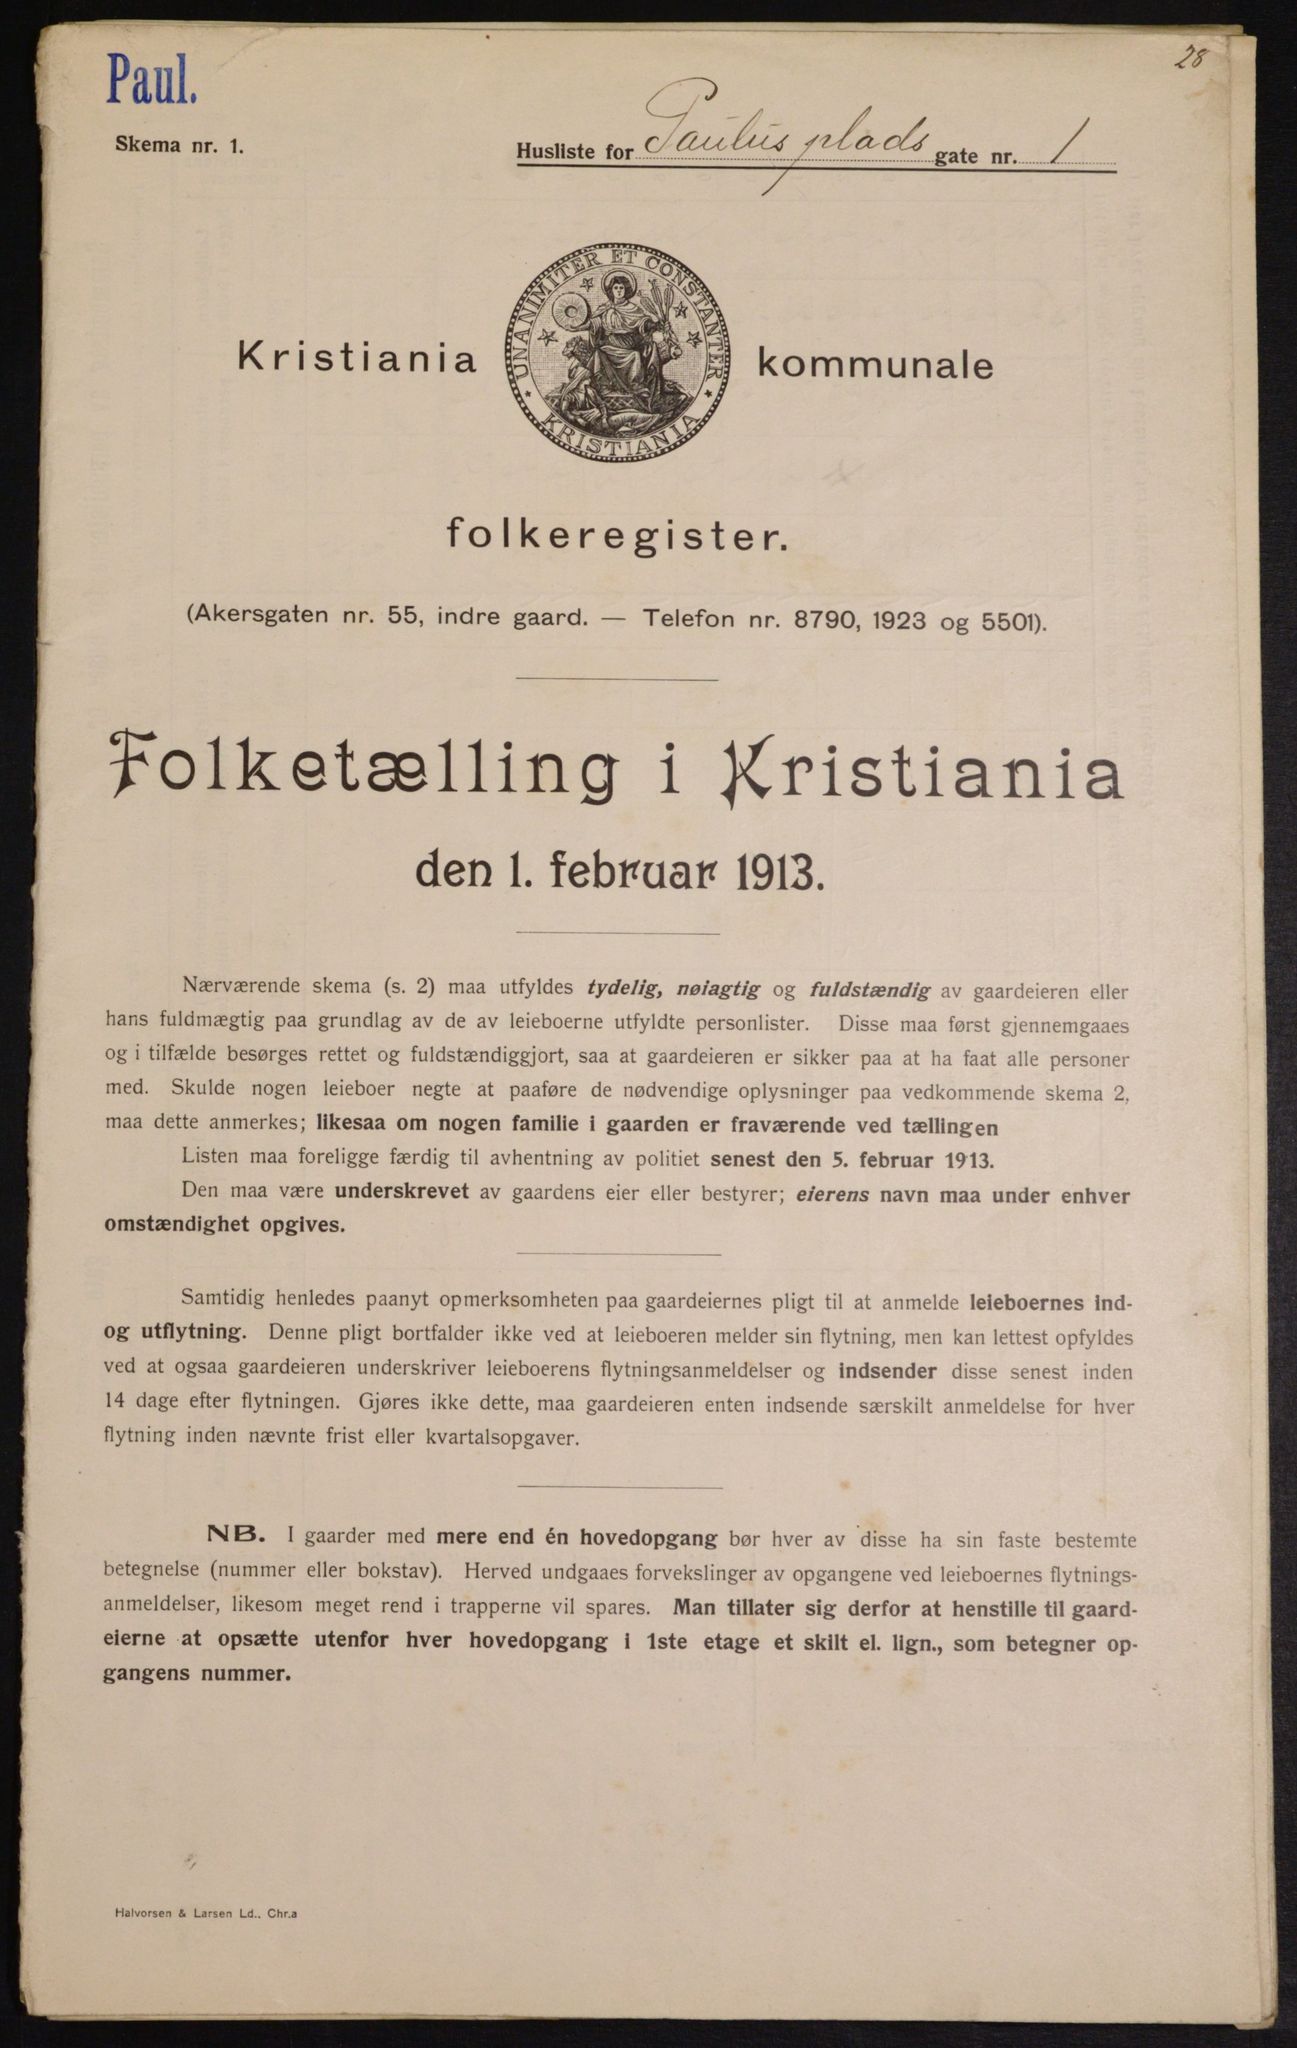 28
Paul.
Skema nr. 1.
Husliste for Paulus plads gate nr. 1
UNANIMITER ET CONSTANTER
KRISTIANIA
Kristiania kommunale
folkeregister.
(Akersgaten nr. 55, indre gaard. — Telefon nr. 8790, 1923 og 5501).
Folketælling i Kristiania
den 1. februar 1913.
Nærværende skema (s. 2) maa utfyldes tydelig, nøiagtig og fuldstændig av gaardeieren eller
hans fuldmægtig paa grundlag av de av leieboerne utfyldte personlister. Disse maa først gjennemgaaes
og i tilfælde besørges rettet og fuldstændiggjort, saa at gaardeieren er sikker paa at ha faat alle personer
med. Skulde nogen leieboer negte at paaføre de nødvendige oplysninger paa vedkommende skema 2,
maa dette anmerkes; likesaa om nogen familie i gaarden er fraværende ved tællingen
Listen maa foreligge færdig til avhentning av politiet senest den 5. februar 1913.
Den maa være underskrevet av gaardens eier eller bestyrer; eierens navn maa under enhver
omstændighet opgives.
Samtidig henledes paanyt opmerksomheten paa gaardeiernes pligt til at anmelde leieboernes ind-
og utflytning. Denne pligt bortfalder ikke ved at leieboeren melder sin flytning, men kan lettest opfyldes
ved at ogsaa gaardeieren underskriver leieboerens flytningsanmeldelser og indsender disse senest inden
14 dage efter flytningen. Gjøres ikke dette, maa gaardeieren enten indsende særskilt anmeldelse for hver
flytning inden nævnte frist eller kvartalsopgaver.
NB. I gaarder med mere end én hovedopgang bør hver av disse ha sin faste bestemte
betegnelse (nummer eller bokstav). Herved undgaaes forvekslinger av opgangene ved leieboernes flytnings-
anmeldelser, likesom meget rend i trapperne vil spares. Man tillater sig derfor at henstille til gaard-
eierne at opsætte utenfor hver hovedopgang i 1ste etage et skilt el. lign., som betegner op-
gangens nummer.
Halvorsen & Larsen Ld.. Chr.a